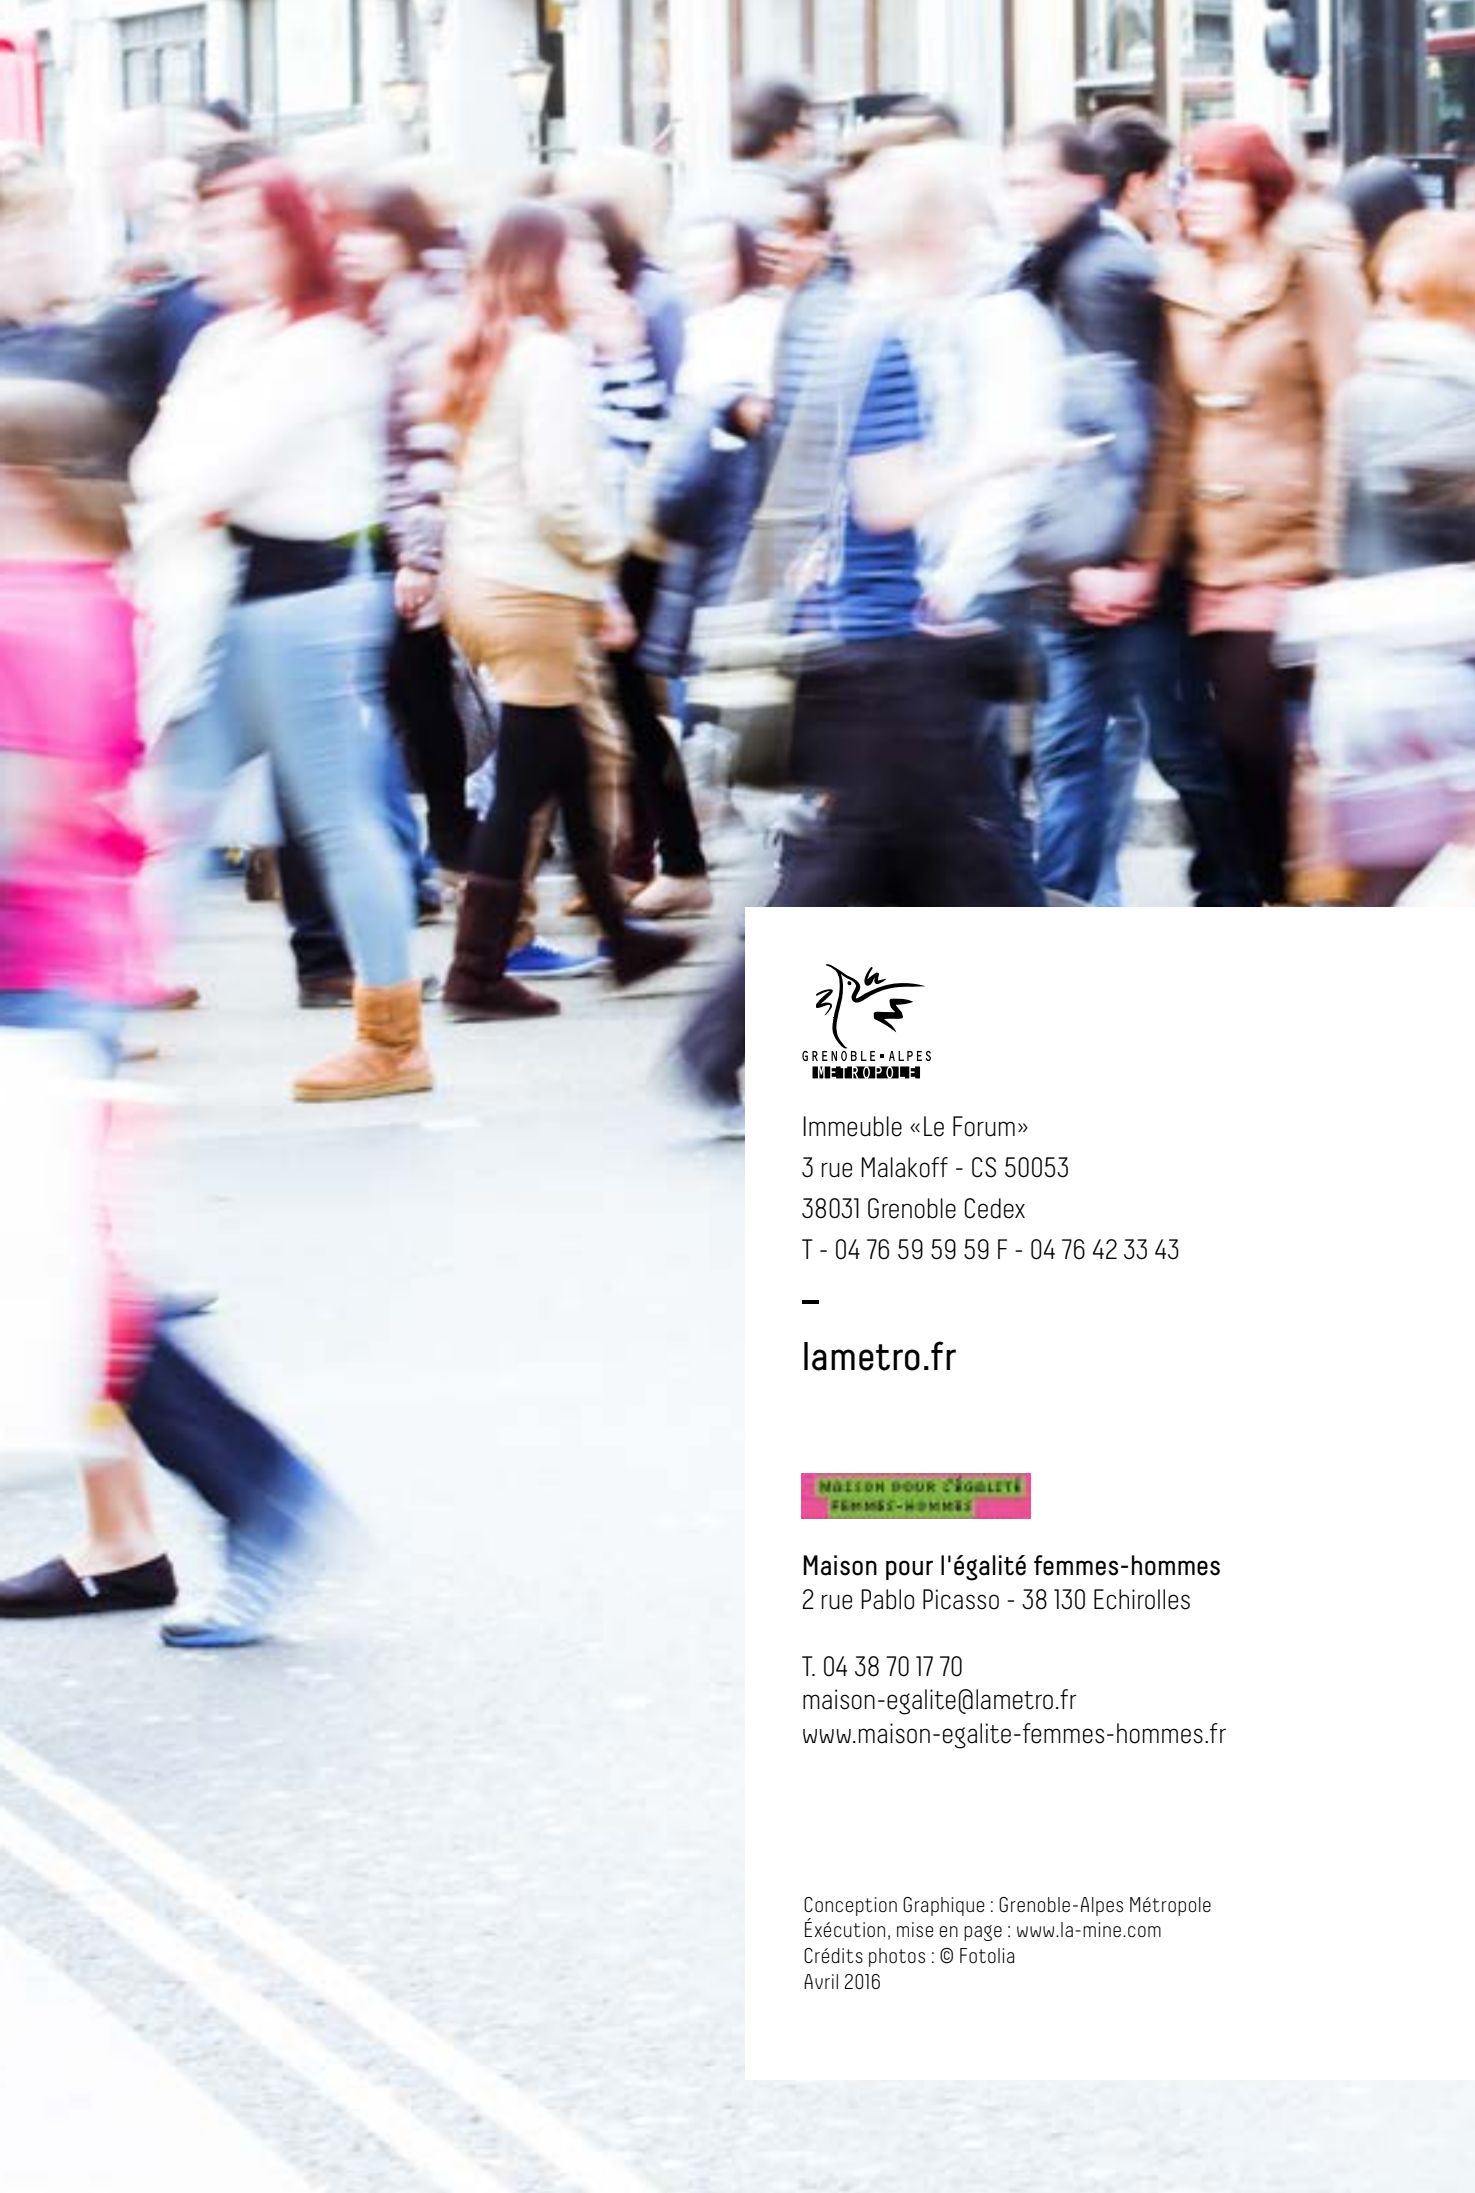 GRENOBLE-ALPES
METROPOLE
Immeuble «Le Forum»
3 rue Malakoff - CS 50053
38031 Grenoble Cedex
T - 04 76 59 59 59 F - 04 76 42 33 43
–
lametro.fr
MAISON POUR L'ÉGALITÉ
FEMMES-HOMMES
Maison pour l'égalité femmes-hommes
2 rue Pablo Picasso - 38 130 Echirolles
T. 04 38 70 17 70
maison-egalite@lametro.fr
www.maison-egalite-femmes-hommes.fr
Conception Graphique : Grenoble-Alpes Métropole
Éxécution, mise en page : www.la-mine.com
Crédits photos : © Fotolia
Avril 2016